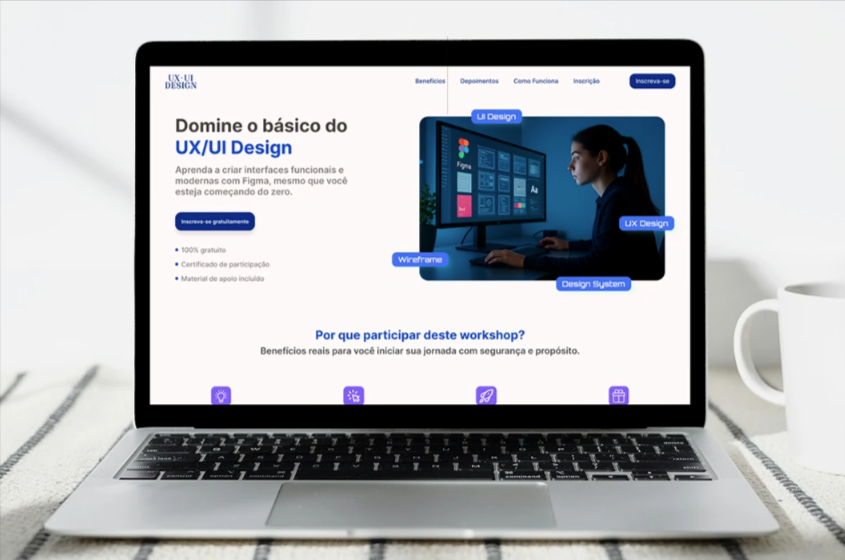 UX·UI
DESIGN
Benefícios
Depoimentos
Como Funciona
Inscrição
Inscreva-se
Domine o básico do
UX/UI Design
Aprenda a criar interfaces funcionais e
modernas com Figma, mesmo que você
esteja começando do zero.
Inscreva-se gratuitamente
100% gratuito
Certificado de participação
Material de apoio incluído
UI Design
Figma
Aa
UX Design
Wireframe
Design System
Por que participar deste workshop?
Benefícios reais para você iniciar sua jornada com segurança e propósito.
command
option